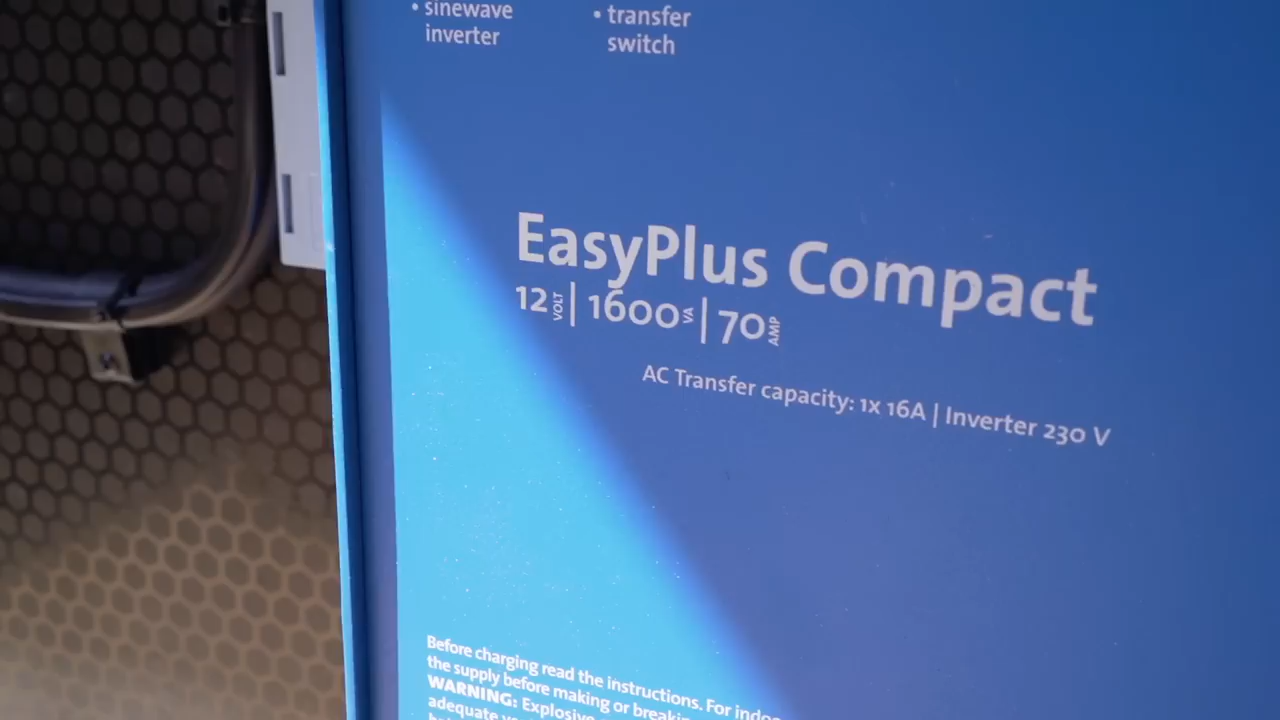 • sinewave
inverter
• transfer
switch
EasyPlus Compact
12 VOLT | 1600 VA | 70 AMP
AC Transfer capacity: 1x 16A | Inverter 230 V
Before charging read the instructions. For
the supply before making or
WARNING: Explosive
adequate